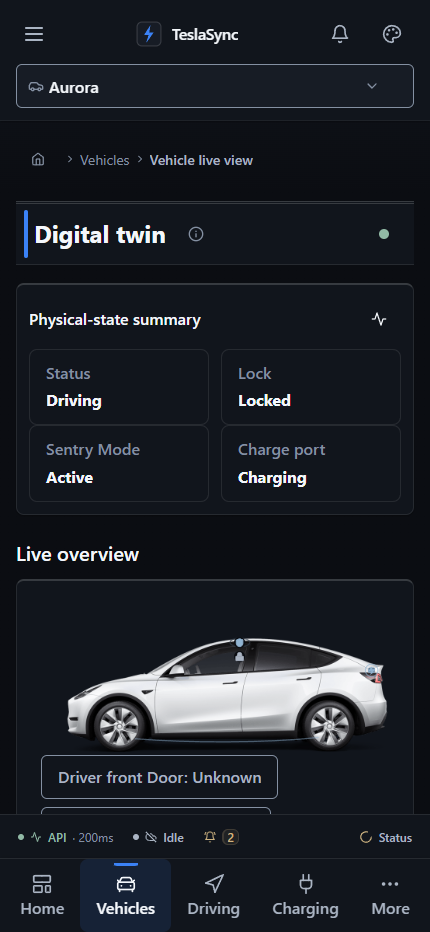 TeslaSync
Aurora
Vehicles
Vehicle live view
Digital twin
Physical-state summary
Status
Driving
Lock
Locked
Sentry Mode
Active
Charge port
Charging
Live overview
Driver front Door: Unknown
API · 200ms
Idle
2
Status
Home
Vehicles
Driving
Charging
More